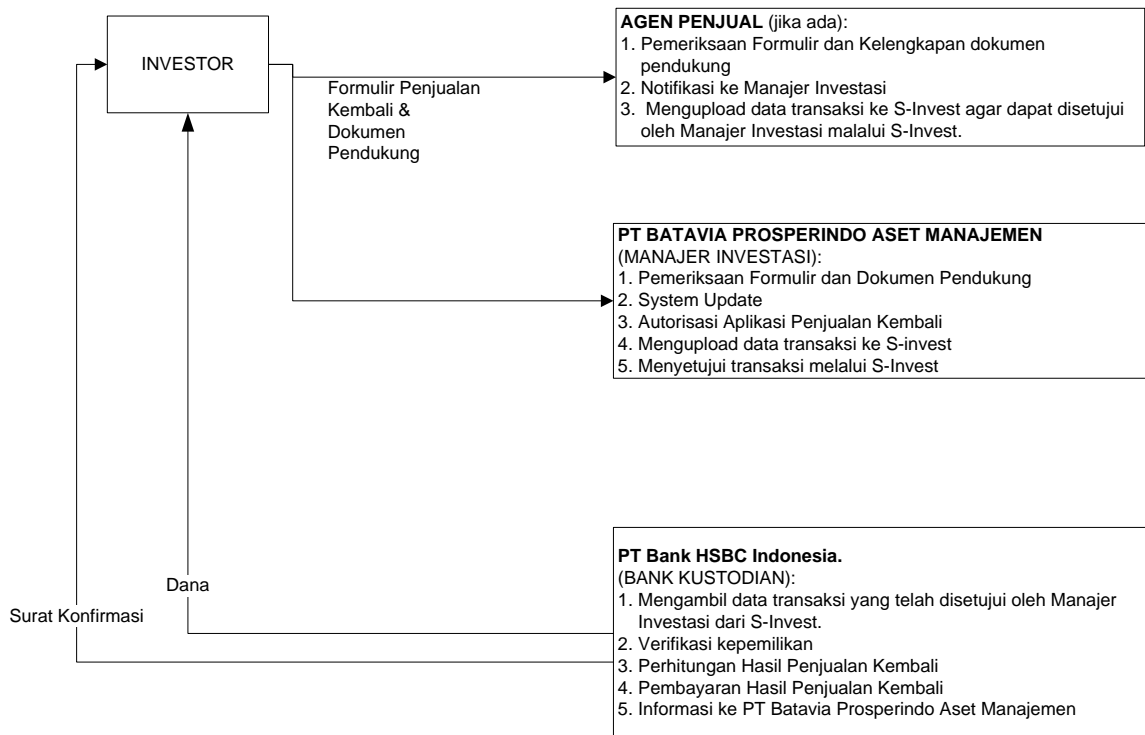 INVESTOR
Formulir Penjualan
Kembali &
Dokumen
Pendukung
AGEN PENJUAL (jika ada):
1. Pemeriksaan Formulir dan Kelengkapan dokumen
pendukung
2. Notifikasi ke Manajer Investasi
3. Mengupload data transaksi ke S-Invest agar dapat disetujui
oleh Manajer Investasi malalui S-Invest.
PT BATAVIA PROSPERINDO ASET MANAJEMEN
(MANAJER INVESTASI):
1. Pemeriksaan Formulir dan Dokumen Pendukung
2. System Update
3. Autorisasi Aplikasi Penjualan Kembali
4. Mengupload data transaksi ke S-invest
5. Menyetujui transaksi melalui S-Invest
Dana
Surat Konfirmasi
PT Bank HSBC Indonesia.
(BANK KUSTODIAN):
1. Mengambil data transaksi yang telah disetujui oleh Manajer
Investasi dari S-Invest.
2. Verifikasi kepemilikan
3. Perhitungan Hasil Penjualan Kembali
4. Pembayaran Hasil Penjualan Kembali
5. Informasi ke PT Batavia Prosperindo Aset Manajemen